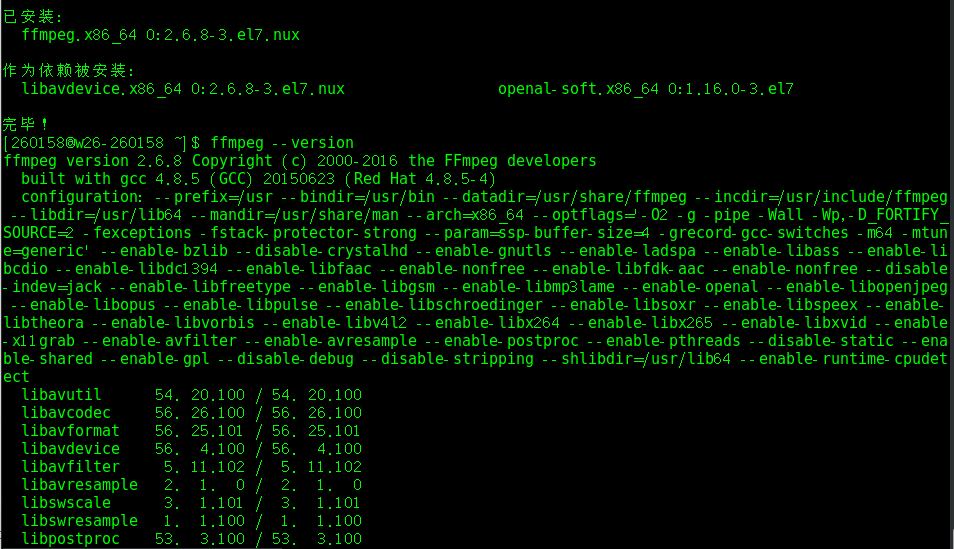 已安装:
ffmpeg.x86_64 0:2.6.8-3.el7.nux
作为依赖被安装:
libavdevice.x86_64 0:2.6.8-3.el7.nux openal-soft.x86_64 0:1.16.0-3.el7
完毕！
[260158@w26-260158 ~]$ ffmpeg --version
ffmpeg version 2.6.8 Copyright (c) 2000-2016 the FFmpeg developers
built with gcc 4.8.5 (GCC) 20150623 (Red Hat 4.8.5-4)
configuration: --prefix=/usr --bindir=/usr/bin --datadir=/usr/share/ffmpeg --incdir=/usr/include/ffmpeg
--libdir=/usr/lib64 --mandir=/usr/share/man --arch=x86_64 --optflags='-O2 -g -pipe -Wall -Wp,-D_FORTIFY_
SOURCE=2 -fexceptions -fstack-protector-strong --param=ssp-buffer-size=4 -grecord-gcc-switches -m64 -mtun
e=generic' --enable-bzlib --disable-crystalhd --enable-gnutls --enable-ladspa --enable-libass --enable-li
bcdio --enable-libdc1394 --enable-libfaac --enable-nonfree --enable-libfdk-aac --enable-nonfree --disable
-indev=jack --enable-libfreetype --enable-libgsm --enable-libmp3lame --enable-openal --enable-libopenjpeg
--enable-libopus --enable-libpulse --enable-libschroedinger --enable-libsoxr --enable-libspeex --enable-
libtheora --enable-libvorbis --enable-libv4l2 --enable-libx264 --enable-libx265 --enable-libxvid --enable
-x11grab --enable-avfilter --enable-avresample --enable-postproc --enable-pthreads --disable-static --ena
ble-shared --enable-gpl --disable-debug --disable-stripping --shlibdir=/usr/lib64 --enable-runtime-cpudet
ect
libavutil 54. 20.100 / 54. 20.100
libavcodec 56. 26.100 / 56. 26.100
libavformat 56. 25.101 / 56. 25.101
libavdevice 56. 4.100 / 56. 4.100
libavfilter 5. 11.102 / 5. 11.102
libavresample 2. 1. 0 / 2. 1. 0
libswscale 3. 1.101 / 3. 1.101
libswresample 1. 1.100 / 1. 1.100
libpostproc 53. 3.100 / 53. 3.100